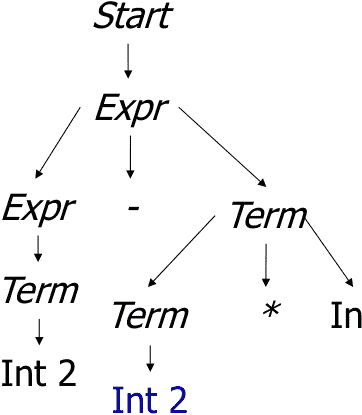 Start
Expr
Expr - Term
Term Term * In
Int 2
Int 2